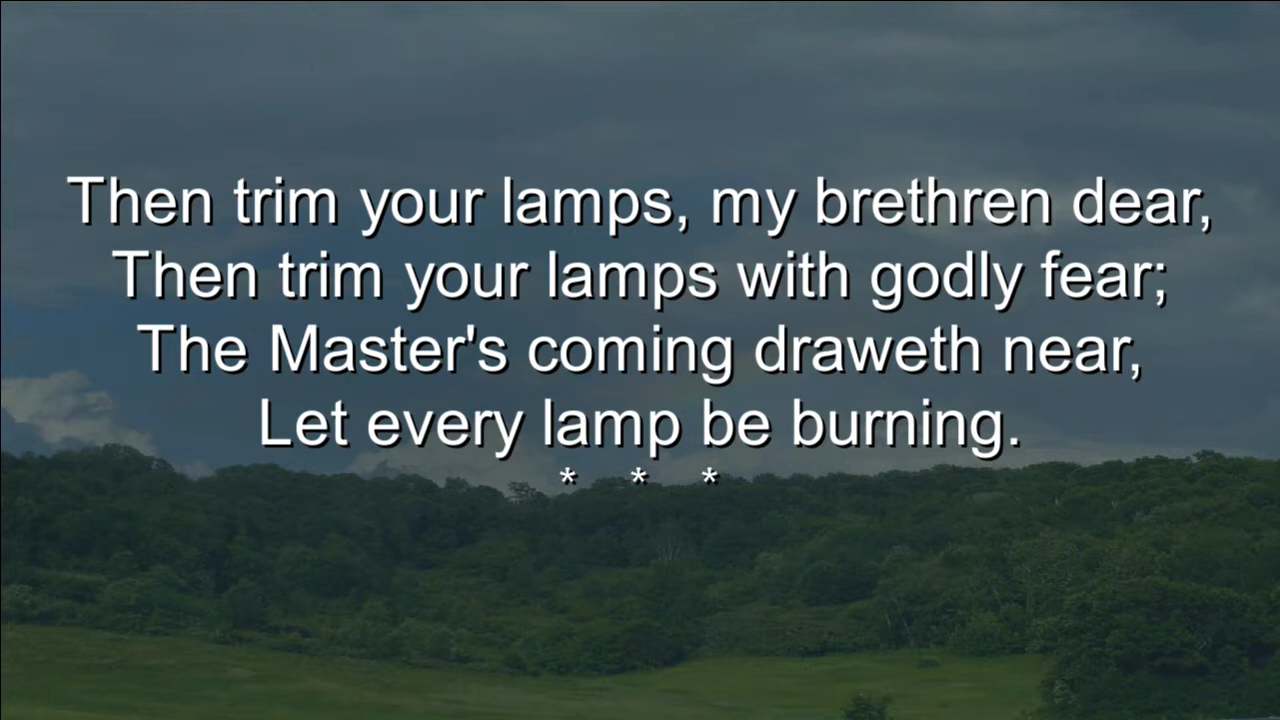 Then trim your lamps, my brethren dear,
Then trim your lamps with godly fear;
The Master's coming draweth near,
Let every lamp be burning.
* * *